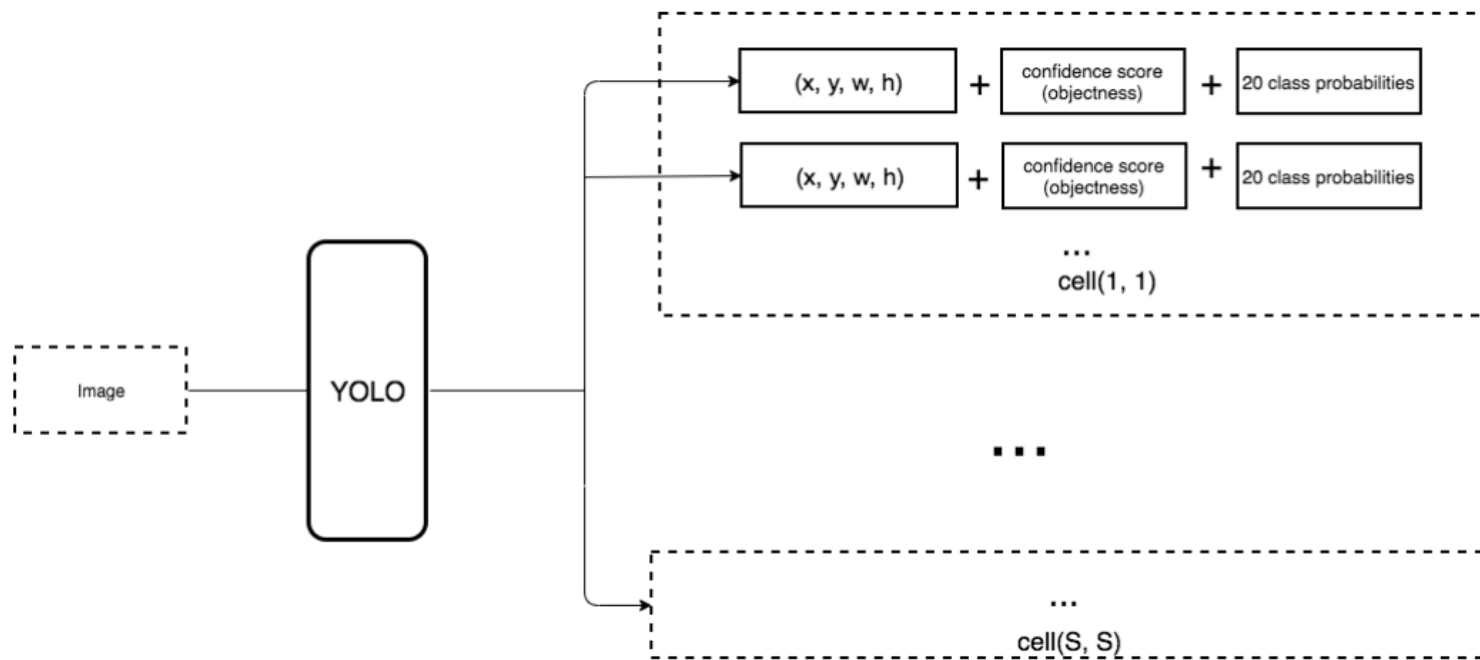 (x, y, w, h) + confidence score (objectness) + 20 class probabilities
(x, y, w, h) + confidence score (objectness) + 20 class probabilities
...
cell(1, 1)
Image
YOLO
...
...
cell(S, S)